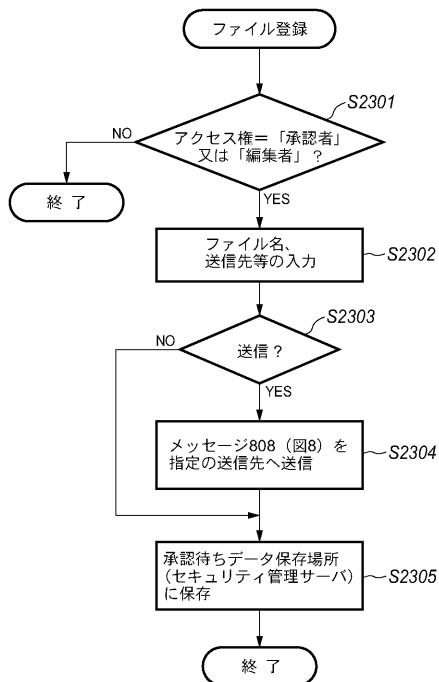 ファイル登録
S2301
NO
アクセス権＝「承認者」
又は「編集者」？
終 了
YES
ファイル名、
送信先等の入力
S2302
S2303
NO
送信？
YES
メッセージ808（図8）を
指定の送信先へ送信
S2304
承認待ちデータ保存場所
（セキュリティ管理サーバ）
に保存
S2305
終 了